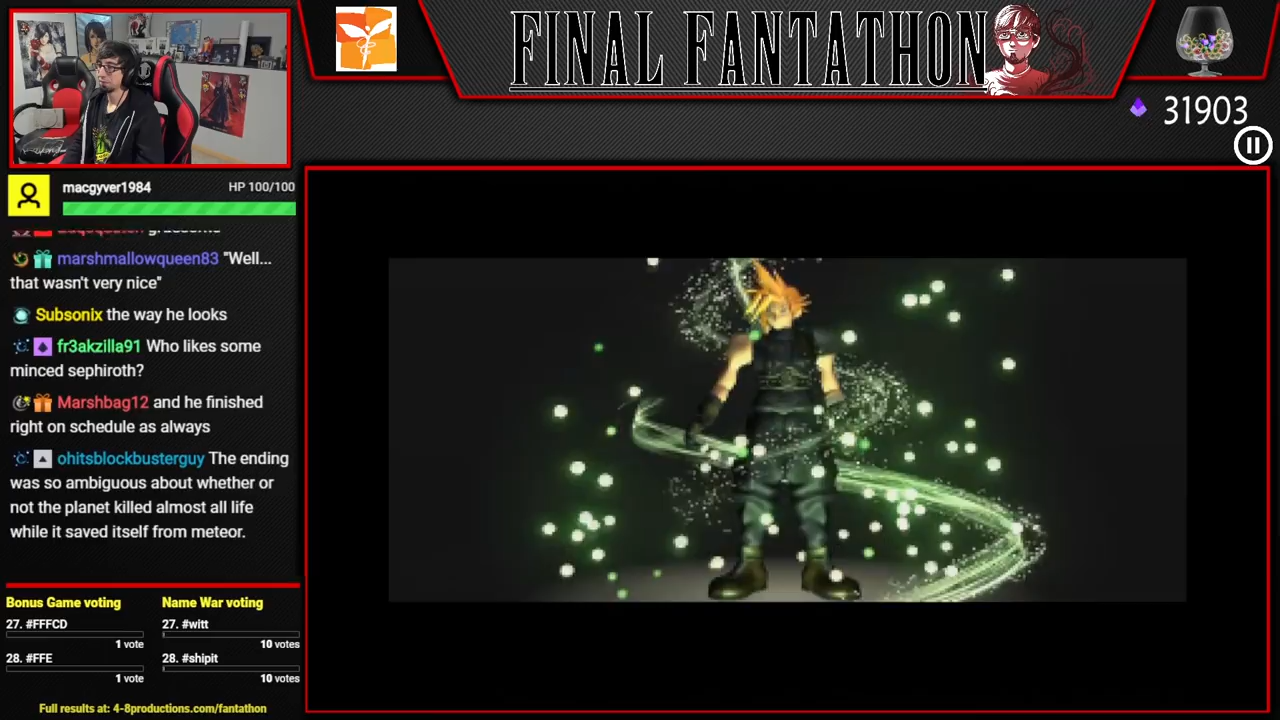 FINAL FANTATHON
31903
macgyver1984 HP 100/100
marshmallowqueen83 "Well...
that wasn't very nice"
Subsonix the way he looks
fr3akzilla91 Who likes some
minced sephiroth?
Marshbag12 and he finished
right on schedule as always
ohitsblockbusterguy The ending
was so ambiguous about whether or
not the planet killed almost all life
while it saved itself from meteor.
Bonus Game voting
27. #FFFCD
1 vote
28. #FFE
1 vote
Name War voting
27. #witt
10 votes
28. #shipit
10 votes
Full results at: 4-8productions.com/fantathon